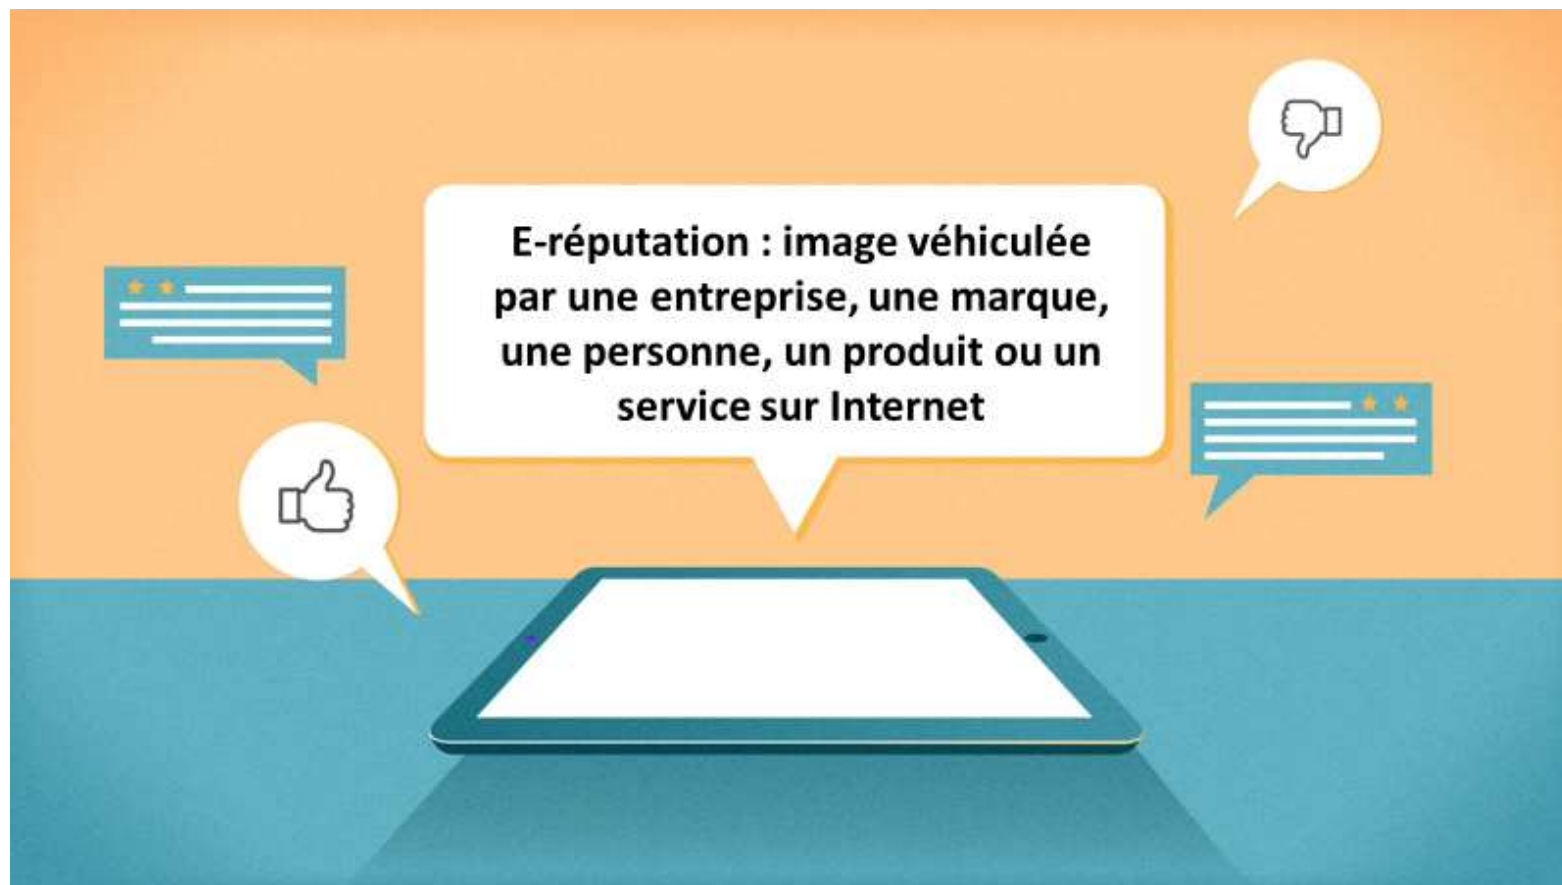 E-réputation : image véhiculée
par une entreprise, une marque,
une personne, un produit ou un
service sur Internet